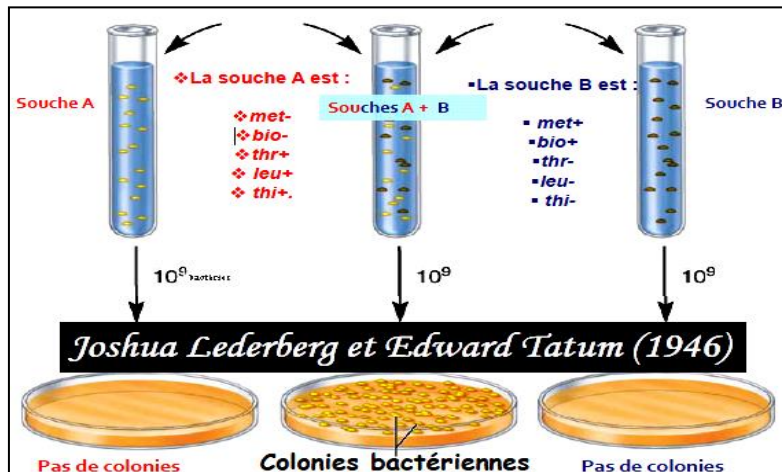 Souche A
❖La souche A est :
❖ met-
❖bio-
❖ thr+
❖ leu+
❖ thi+.
Souches A + B
▪La souche B est :
▪ met+
▪bio+
▪ thr-
▪leu-
▪ thi-
Souche B
10⁹ bactéries
10⁹
10⁹
Joshua Lederberg et Edward Tatum (1946)
Pas de colonies
Colonies bactériennes
Pas de colonies